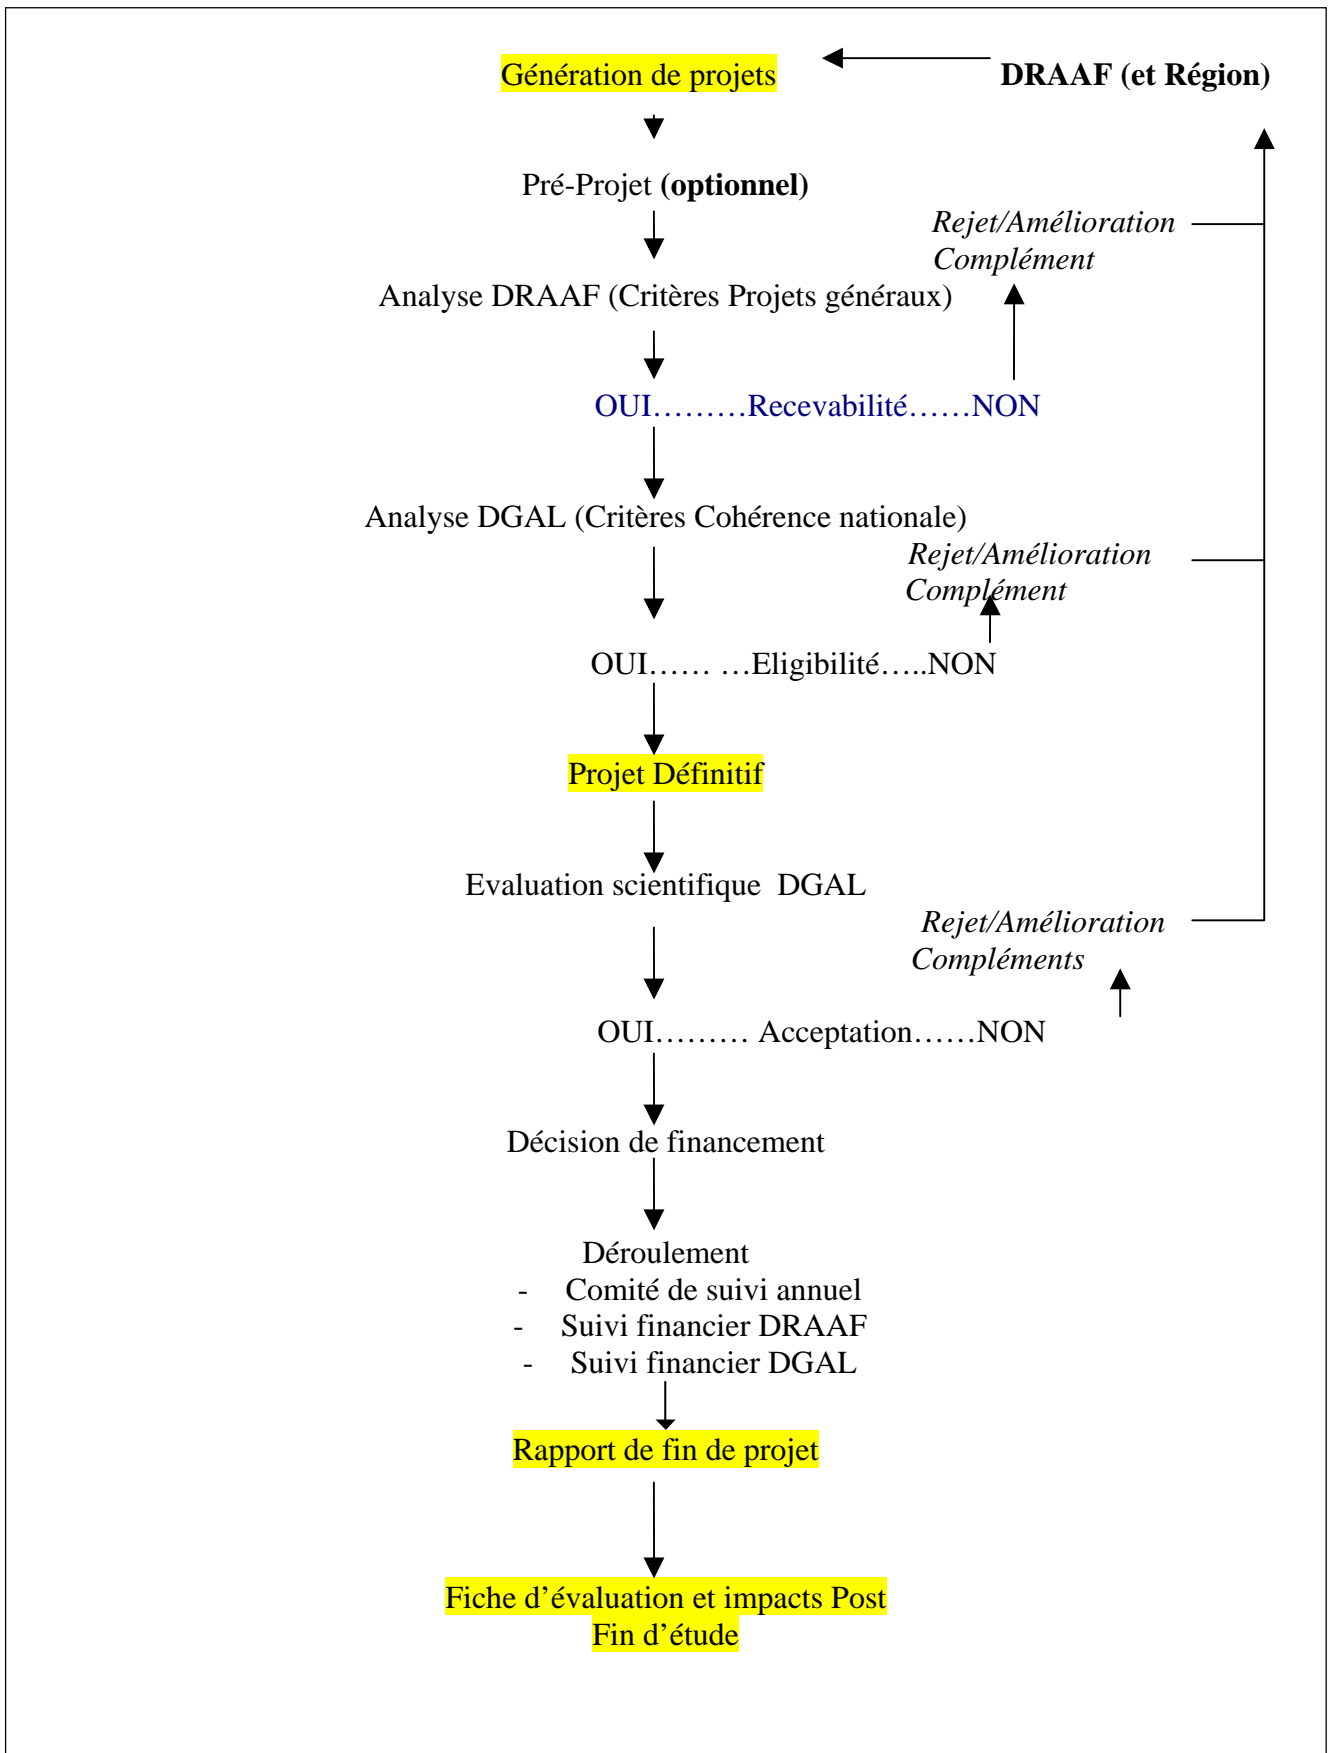 Génération de projets
DRAAF (et Région)
Pré-Projet (optionnel)
Rejet/Amélioration
Complément
Analyse DRAAF (Critères Projets généraux)
OUI………Recevabilité……NON
Analyse DGAL (Critères Cohérence nationale)
Rejet/Amélioration
Complément
OUI…… …Eligibilité…..NON
Projet Définitif
Evaluation scientifique  DGAL
Rejet/Amélioration
Compléments
OUI……… Acceptation……NON
Décision de financement
Déroulement
- Comité de suivi annuel
- Suivi financier DRAAF
- Suivi financier DGAL
Rapport de fin de projet
Fiche d’évaluation et impacts Post
Fin d’étude